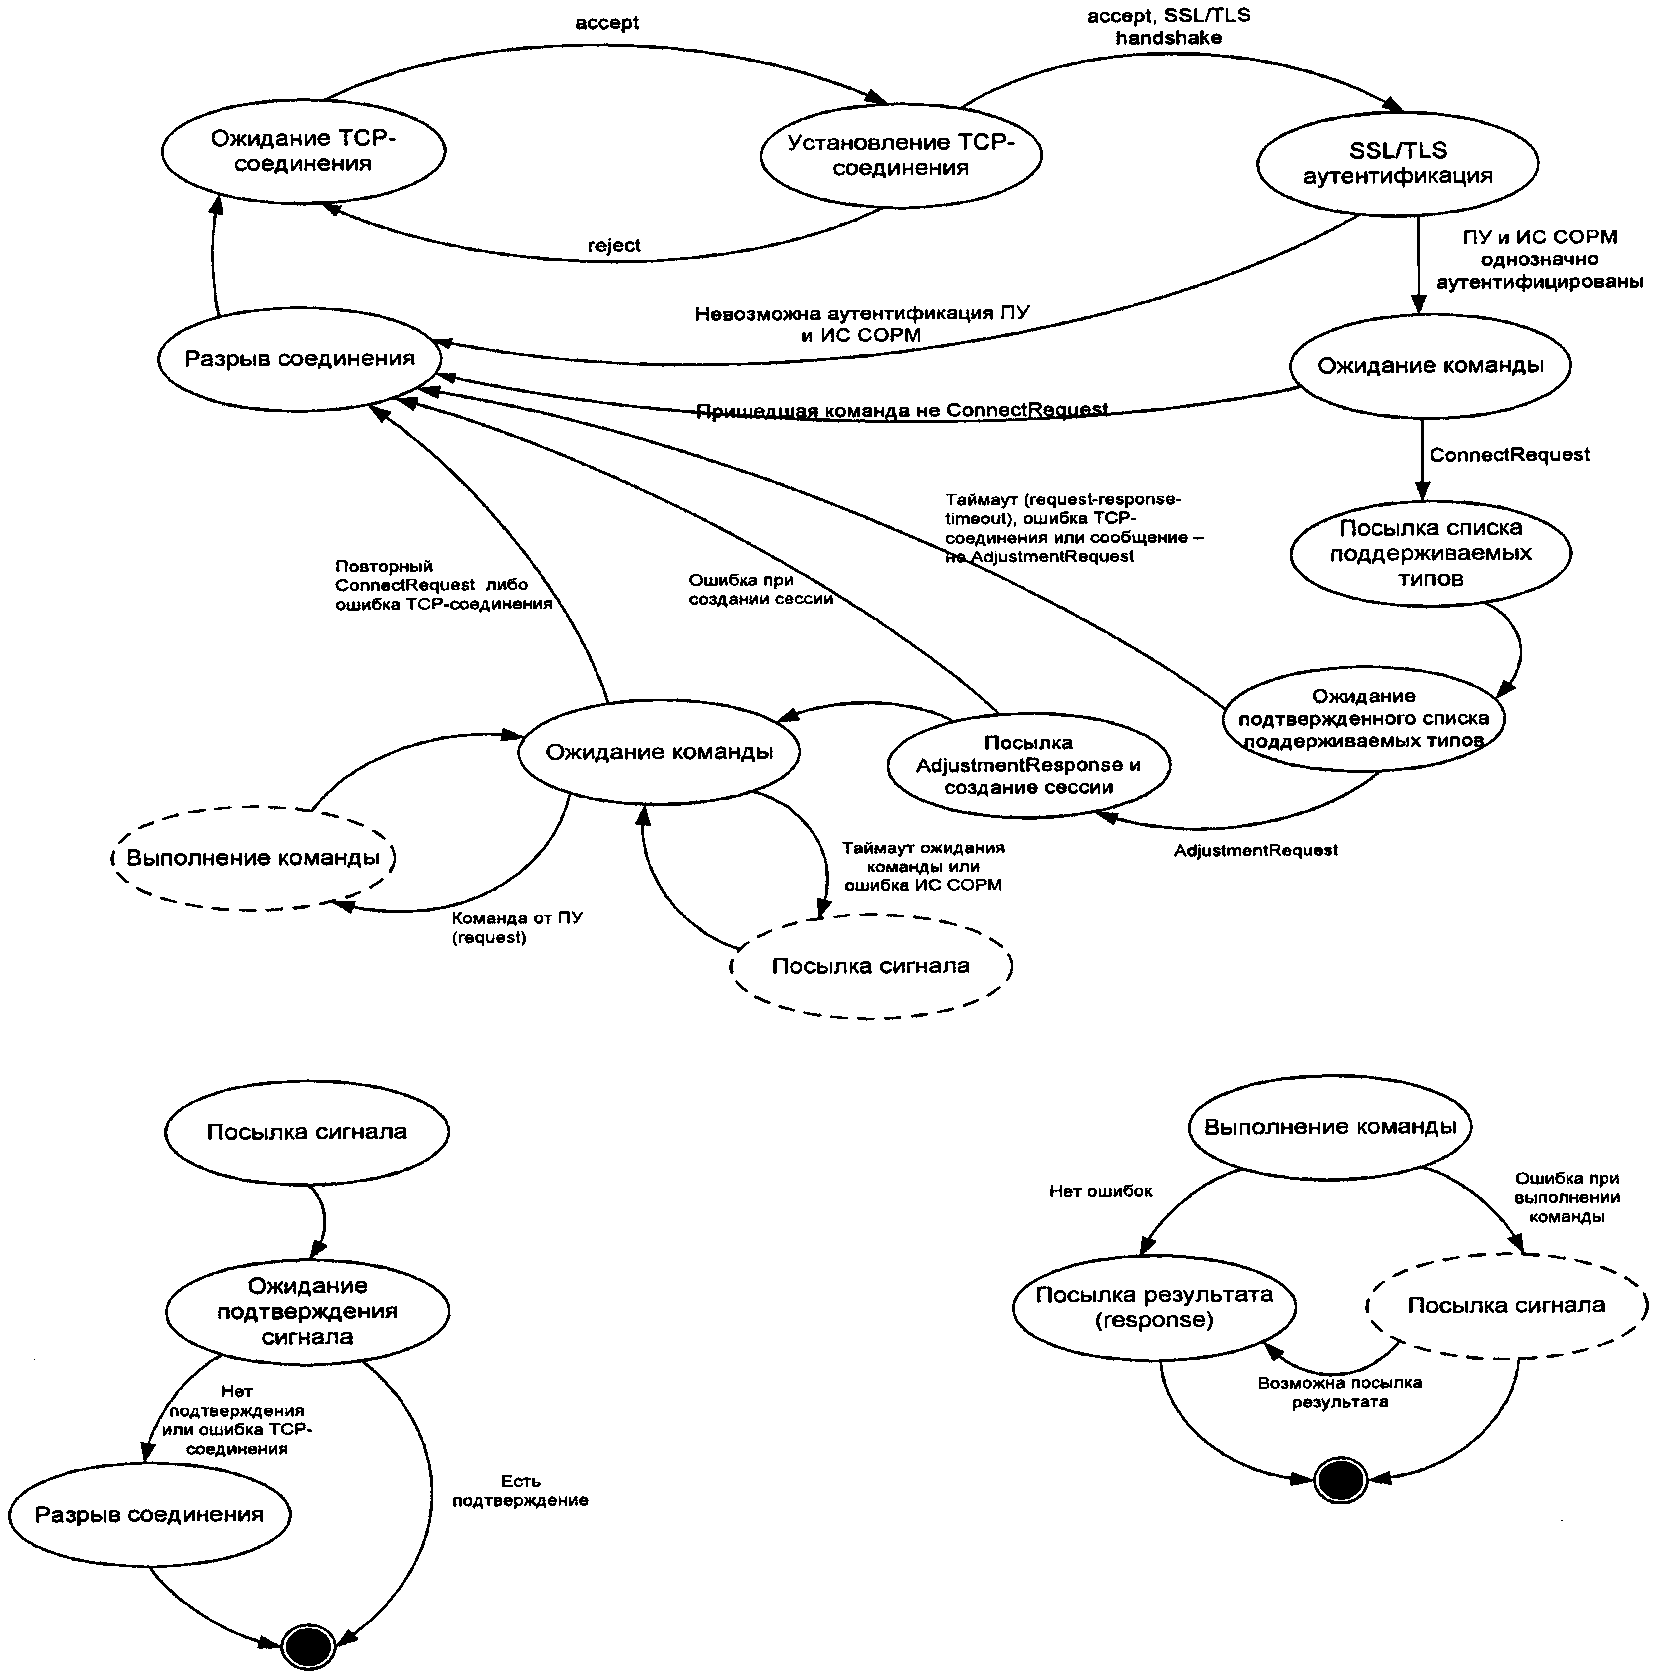 accept
accept, SSL/TLS
handshake
Ожидание TCP-
соединения
Установление TCP-
соединения
SSL/TLS
аутентификация
reject
ПУ и ИС СОРМ
однозначно
аутентифицированы
Невозможна аутентификация ПУ
и ИС СОРМ
Разрыв соединения
Ожидание команды
Пришедшая команда не ConnectRequest
ConnectRequest
Таймаут (request-response-
timeout), ошибка TCP-
соединения или сообщение –
не AdjustmentRequest
Посылка списка
поддерживаемых
типов
Повторный
ConnectRequest либо
ошибка TCP-соединения
Ошибка при
создании сессии
Ожидание
подтвержденного списка
поддерживаемых типов
Ожидание команды
Посылка
AdjustmentResponse и
создание сессии
AdjustmentRequest
Выполнение команды
Таймаут ожидания
команды или
ошибка ИС СОРМ
Команда от ПУ
(request)
Посылка сигнала
Посылка сигнала
Ожидание
подтверждения
сигнала
Нет
подтверждения
или ошибка TCP-
соединения
Есть
подтверждение
Разрыв соединения
Выполнение команды
Нет ошибок
Ошибка при
выполнении
команды
Посылка результата
(response)
Посылка сигнала
Возможна посылка
результата